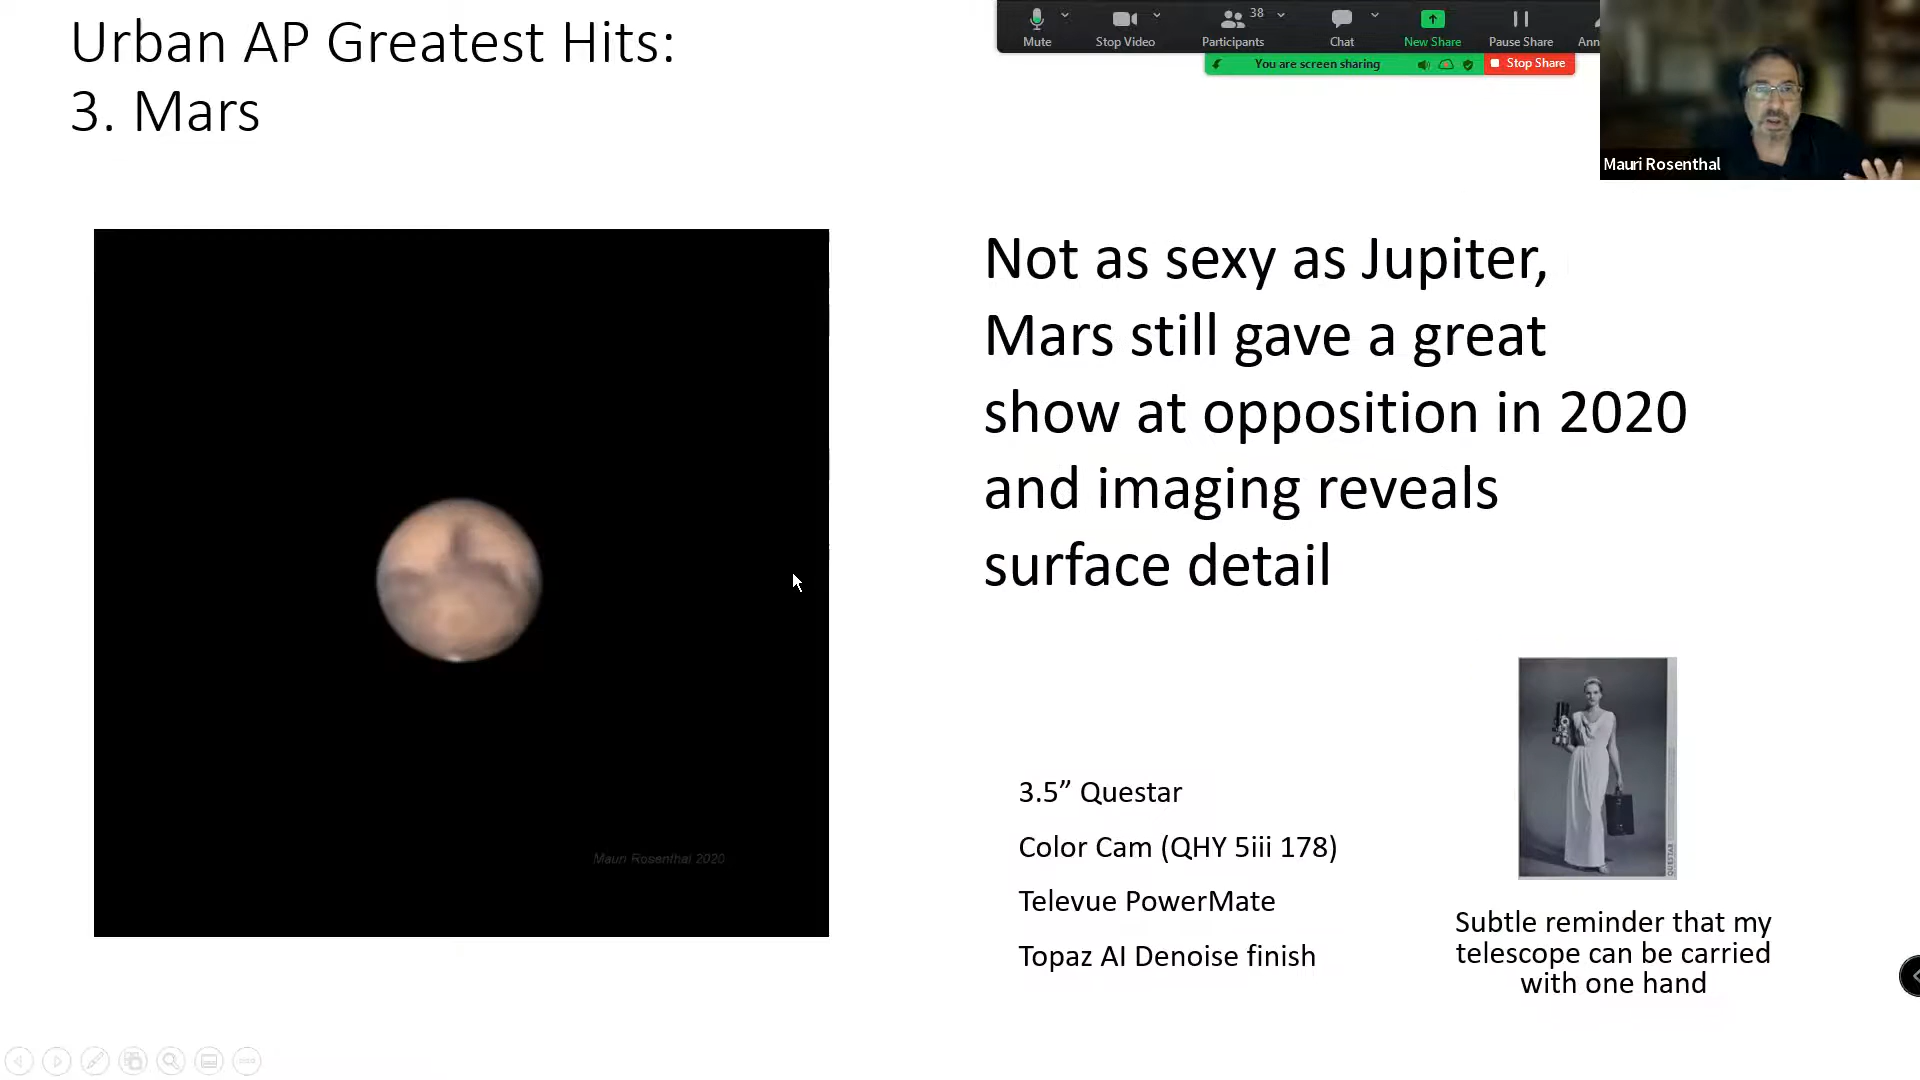 Urban AP Greatest Hits:
3. Mars
Mute
Stop Video
38
Participants
Chat
New Share
Pause Share
Ann
You are screen sharing
Stop Share
Mauri Rosenthal
Not as sexy as Jupiter,
Mars still gave a great
show at opposition in 2020
and imaging reveals
surface detail
Mauri Rosenthal 2020
3.5” Questar
Color Cam (QHY 5iii 178)
Televue PowerMate
Topaz AI Denoise finish
QUESTAR
Subtle reminder that my
telescope can be carried
with one hand